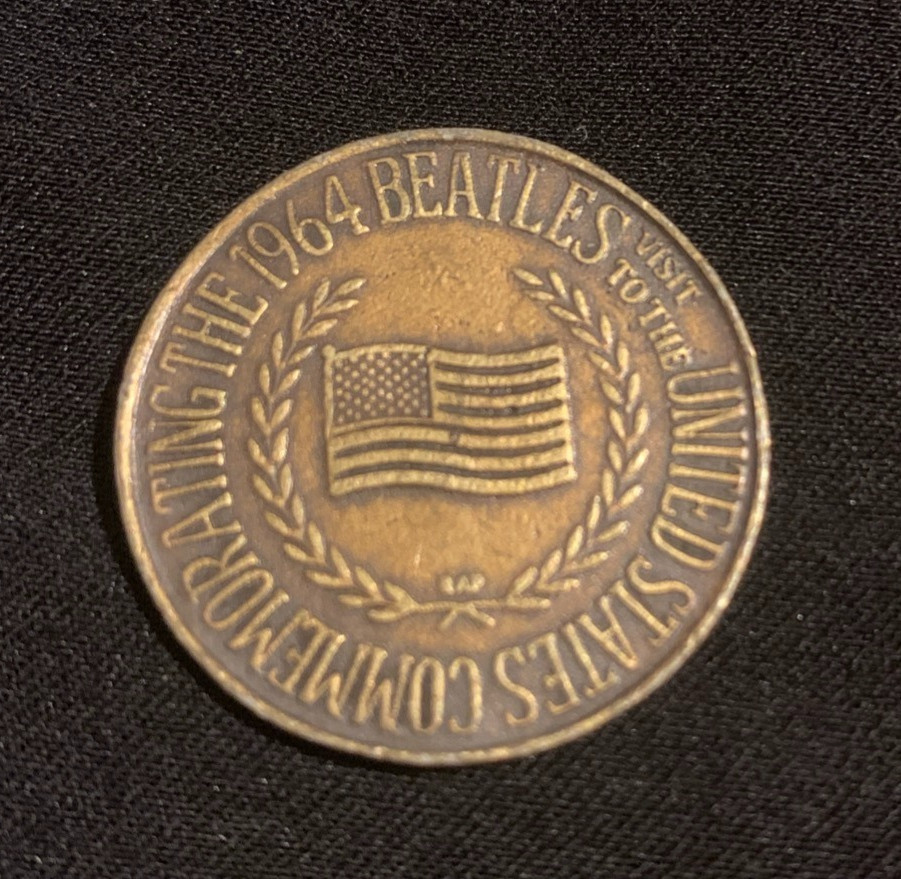 COMMEMORATING THE 1964 BEATLES VISIT TO THE UNITED STATES